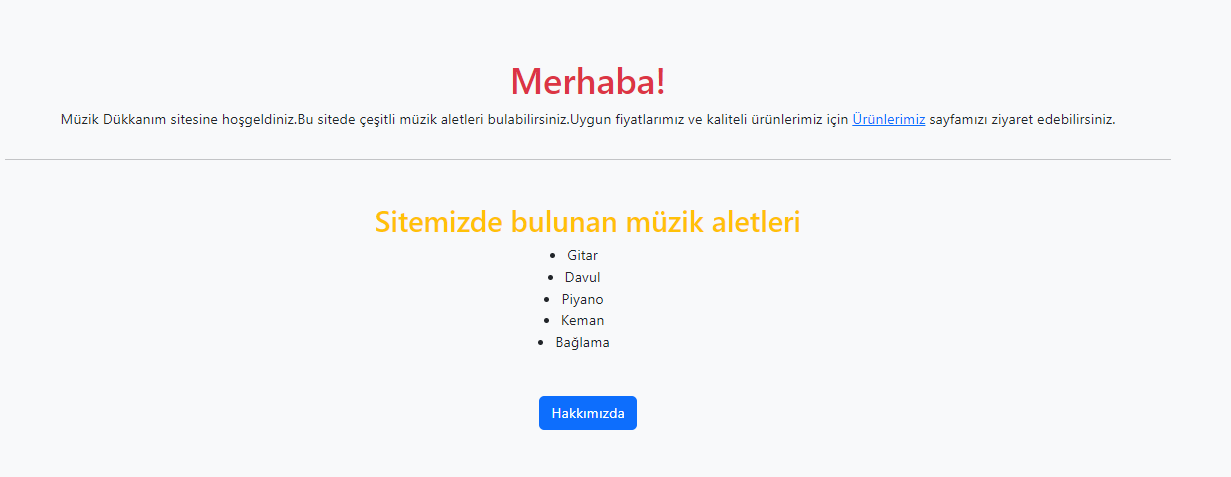 Merhaba!
Müzik Dükkanım sitesine hoşgeldiniz.Bu sitede çeşitli müzik aletleri bulabilirsiniz.Uygun fiyatlarımız ve kaliteli ürünlerimiz için Ürünlerimiz sayfamızı ziyaret edebilirsiniz.
Sitemizde bulunan müzik aletleri
• Gitar
• Davul
• Piyano
• Keman
• Bağlama
Hakkımızda